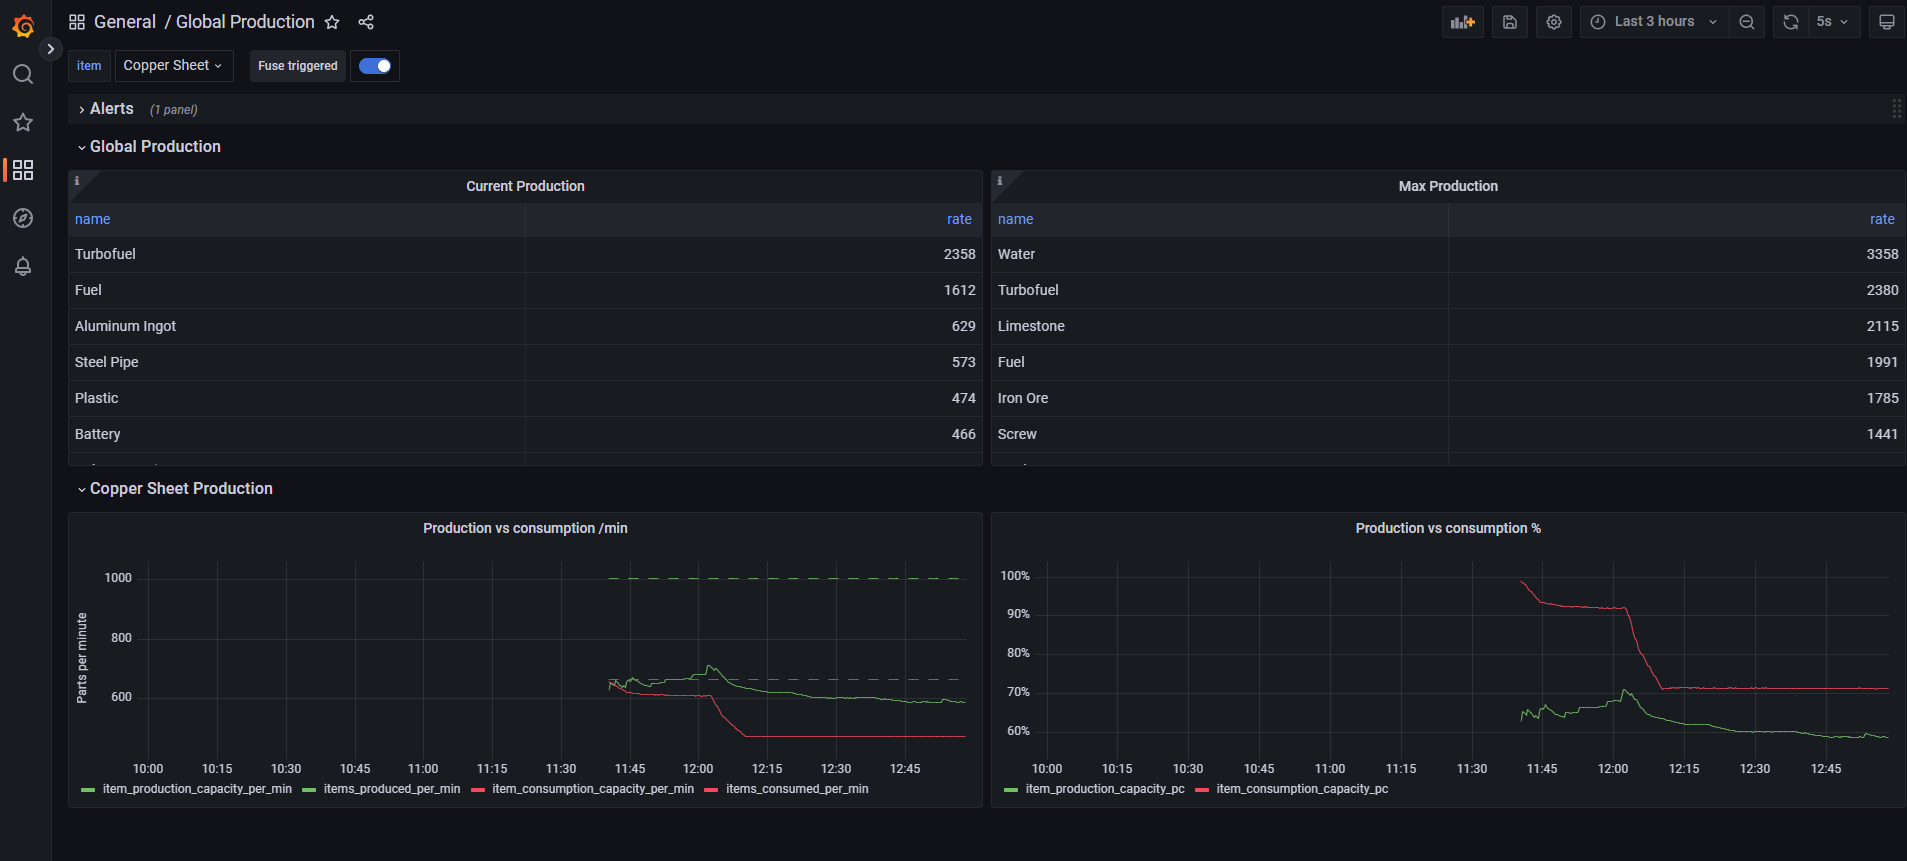 General / Global Production
Last 3 hours
5s
item
Copper Sheet
Fuse triggered
Alerts (1 panel)
Global Production
Current Production
name rate
Turbofuel 2358
Fuel 1612
Aluminum Ingot 629
Steel Pipe 573
Plastic 474
Battery 466
Max Production
name rate
Water 3358
Turbofuel 2380
Limestone 2115
Fuel 1991
Iron Ore 1785
Screw 1441
Copper Sheet Production
Production vs consumption /min
Parts per minute
1000
800
600
10:00 10:15 10:30 10:45 11:00 11:15 11:30 11:45 12:00 12:15 12:30 12:45
item_production_capacity_per_min items_produced_per_min item_consumption_capacity_per_min items_consumed_per_min
Production vs consumption %
100%
90%
80%
70%
60%
10:00 10:15 10:30 10:45 11:00 11:15 11:30 11:45 12:00 12:15 12:30 12:45
item_production_capacity_pc item_consumption_capacity_pc